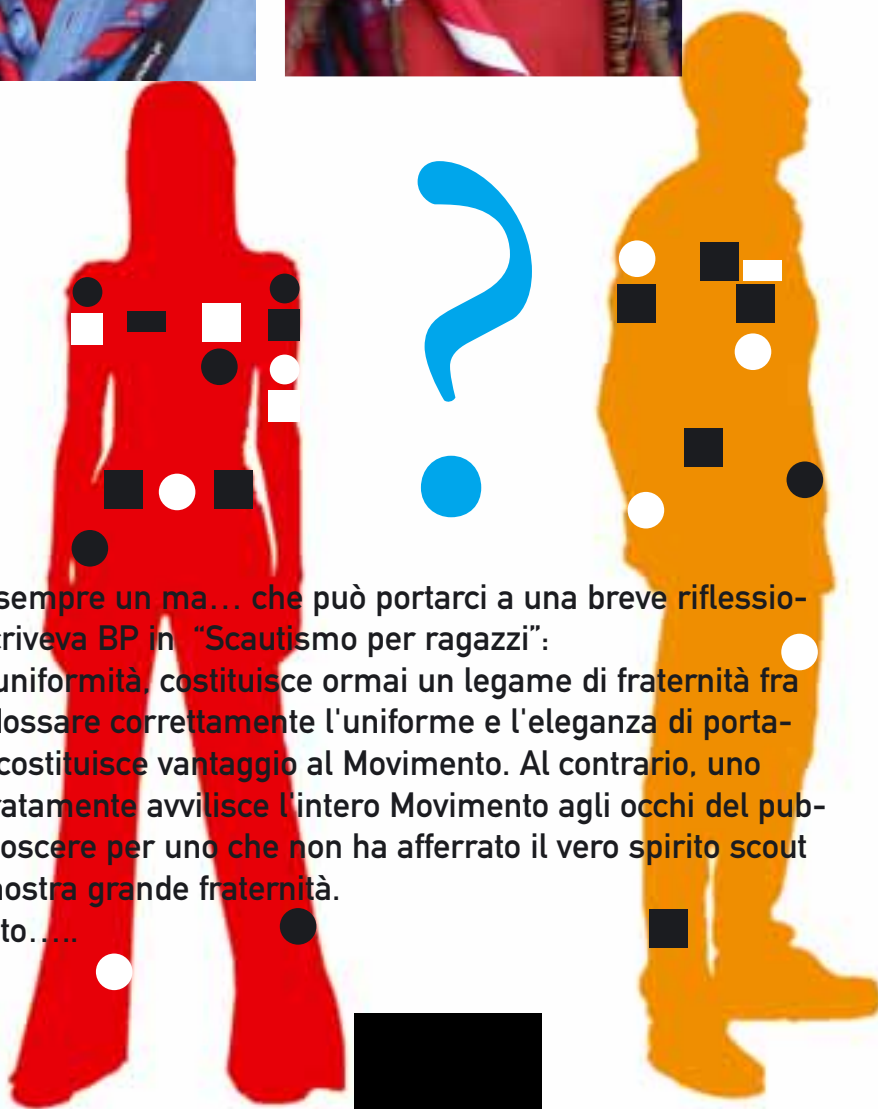 sempre un ma… che può portarci a una breve riflessio-
criveva BP in “Scautismo per ragazzi”:
uniformità, costituisce ormai un legame di fraternità fra
dossare correttamente l'uniforme e l'eleganza di porta-
costituisce vantaggio al Movimento. Al contrario, uno
ratamente avvilisce l'intero Movimento agli occhi del pub-
oscere per uno che non ha afferrato il vero spirito scout
nostra grande fraternità.
to…..